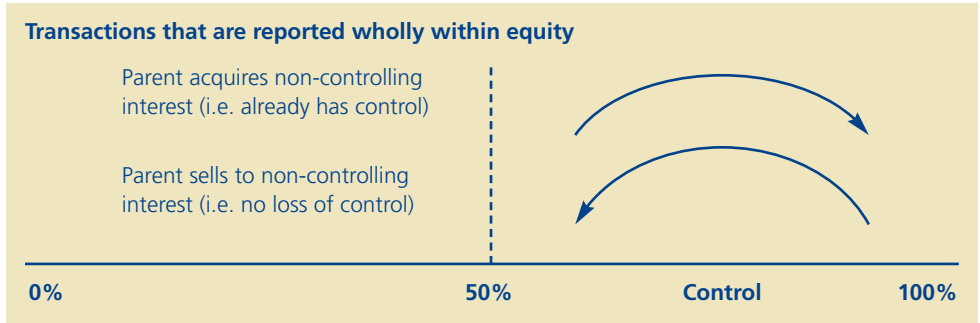 Transactions that are reported wholly within equity
Parent acquires non-controlling
interest (i.e. already has control)
Parent sells to non-controlling
interest (i.e. no loss of control)
0% 50% Control 100%